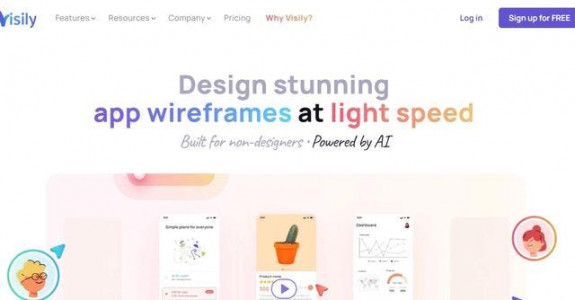 Visily
Features
Resources
Company
Pricing
Why Visily?
Log in
Sign up for FREE
Design stunning
app wireframes at light speed
Built for non-designers · Powered by AI
Simple plans for everyone
Product name
Dashboard